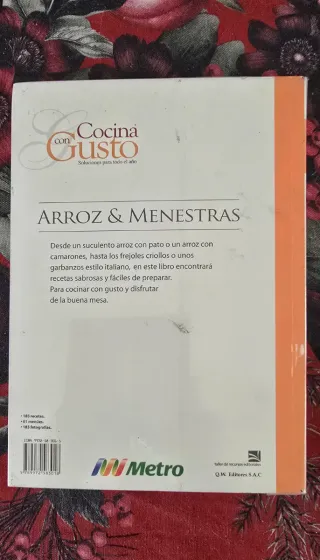 Cocina
con
Gusto
Soluciones para todo el año
ARROZ & MENESTRAS
Desde un suculento arroz con pato o un arroz con
camarones, hasta los frejoles criollos o unos
garbanzos estilo italiano, en este libro encontrará
recetas sabrosas y fáciles de preparar.
Para cocinar con gusto y disfrutar
de la buena mesa.
recetas.
fotografías.
Metro
Q.W. Editores S.A.C